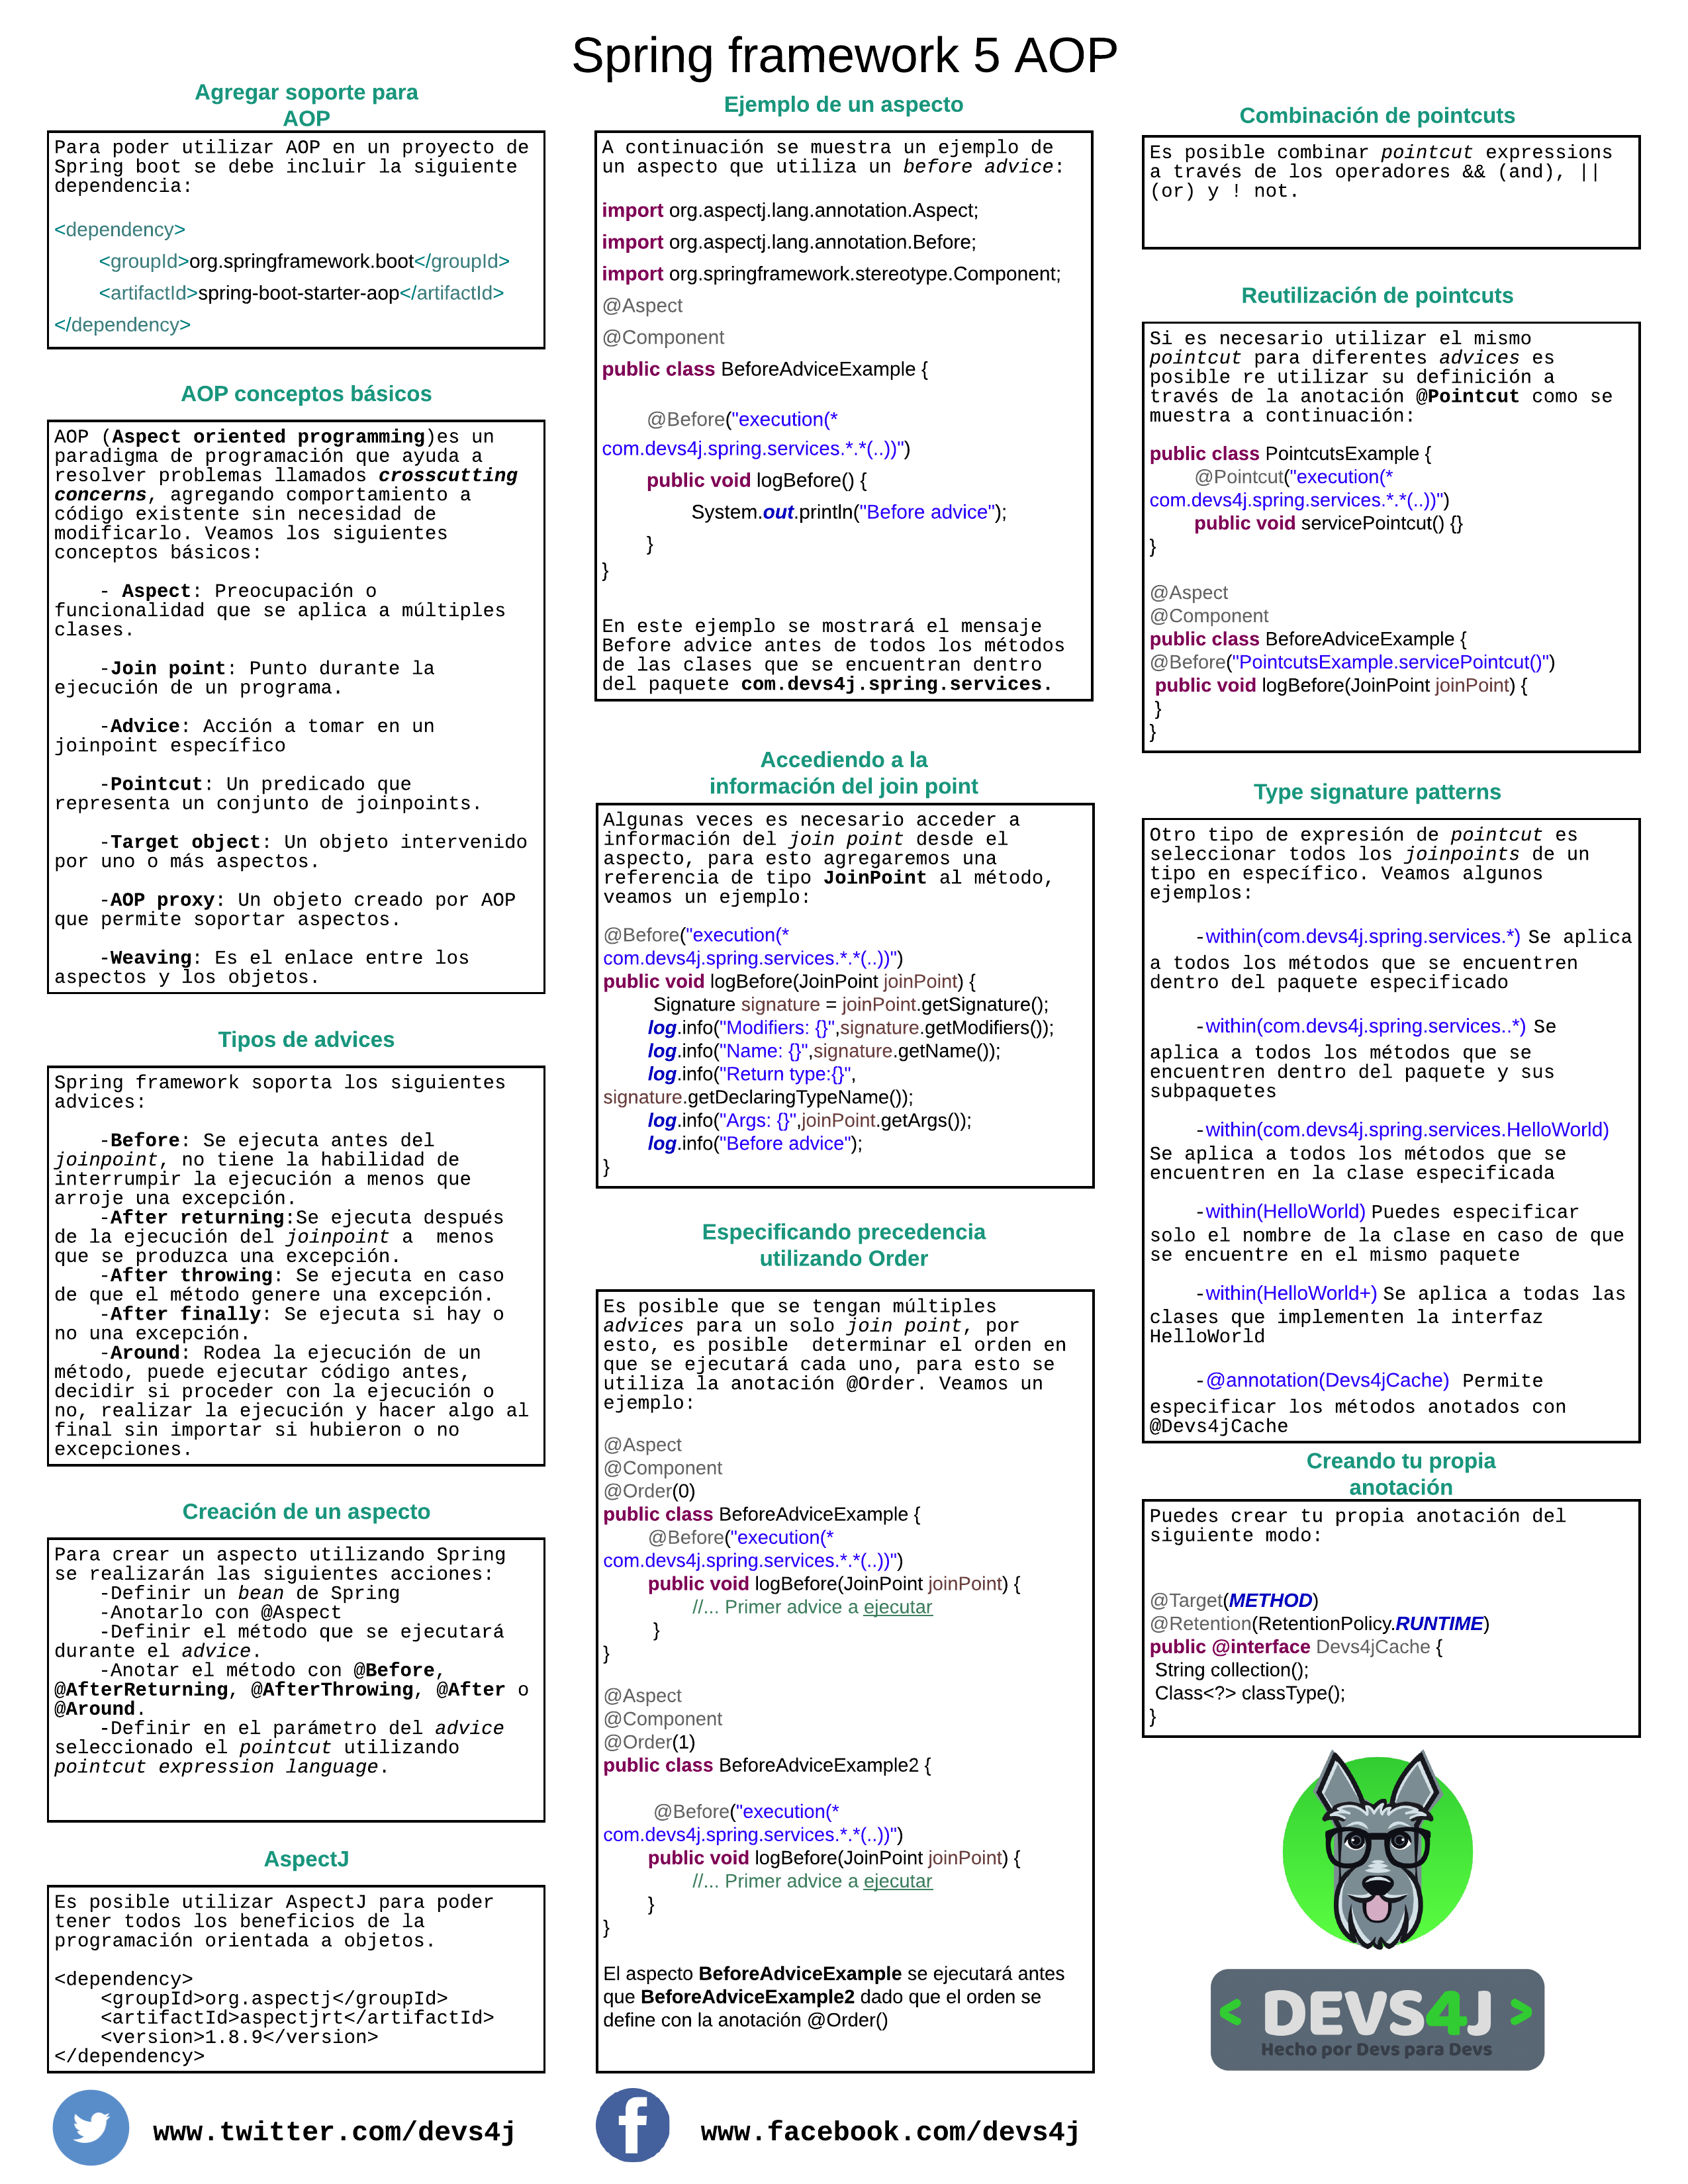 Spring framework 5 AOP
Agregar soporte para
AOP
Para poder utilizar AOP en un proyecto de
Spring boot se debe incluir la siguiente
dependencia:
<dependency>
<groupId>org.springframework.boot</groupId>
<artifactId>spring-boot-starter-aop</artifactId>
</dependency>
AOP conceptos básicos
AOP (Aspect oriented programming)es un
paradigma de programación que ayuda a
resolver problemas llamados crosscutting
concerns, agregando comportamiento a
código existente sin necesidad de
modificarlo. Veamos los siguientes
conceptos básicos:
- Aspect: Preocupación o
funcionalidad que se aplica a múltiples
clases.
-Join point: Punto durante la
ejecución de un programa.
-Advice: Acción a tomar en un
joinpoint específico
-Pointcut: Un predicado que
representa un conjunto de joinpoints.
-Target object: Un objeto intervenido
por uno o más aspectos.
-AOP proxy: Un objeto creado por AOP
que permite soportar aspectos.
-Weaving: Es el enlace entre los
aspectos y los objetos.
Tipos de advices
Spring framework soporta los siguientes
advices:
-Before: Se ejecuta antes del
joinpoint, no tiene la habilidad de
interrumpir la ejecución a menos que
arroje una excepción.
-After returning:Se ejecuta después
de la ejecución del joinpoint a  menos
que se produzca una excepción.
-After throwing: Se ejecuta en caso
de que el método genere una excepción.
-After finally: Se ejecuta si hay o
no una excepción.
-Around: Rodea la ejecución de un
método, puede ejecutar código antes,
decidir si proceder con la ejecución o
no, realizar la ejecución y hacer algo al
final sin importar si hubieron o no
excepciones.
Creación de un aspecto
Para crear un aspecto utilizando Spring
se realizarán las siguientes acciones:
-Definir un bean de Spring
-Anotarlo con @Aspect
-Definir el método que se ejecutará
durante el advice.
-Anotar el método con @Before,
@AfterReturning, @AfterThrowing, @After o
@Around.
-Definir en el parámetro del advice
seleccionado el pointcut utilizando
pointcut expression language.
AspectJ
Es posible utilizar AspectJ para poder
tener todos los beneficios de la
programación orientada a objetos.
<dependency>
<groupId>org.aspectj</groupId>
<artifactId>aspectjrt</artifactId>
<version>1.8.9</version>
</dependency>
www.twitter.com/devs4j
Ejemplo de un aspecto
A continuación se muestra un ejemplo de
un aspecto que utiliza un before advice:
import org.aspectj.lang.annotation.Aspect;
import org.aspectj.lang.annotation.Before;
import org.springframework.stereotype.Component;
@Aspect
@Component
public class BeforeAdviceExample {
@Before("execution(*
com.devs4j.spring.services.*.*(..))")
public void logBefore() {
System.out.println("Before advice");
}
}
En este ejemplo se mostrará el mensaje
Before advice antes de todos los métodos
de las clases que se encuentran dentro
del paquete com.devs4j.spring.services.
Accediendo a la
información del join point
Algunas veces es necesario acceder a
información del join point desde el
aspecto, para esto agregaremos una
referencia de tipo JoinPoint al método,
veamos un ejemplo:
@Before("execution(*
com.devs4j.spring.services.*.*(..))")
public void logBefore(JoinPoint joinPoint) {
Signature signature = joinPoint.getSignature();
log.info("Modifiers: {}",signature.getModifiers());
log.info("Name: {}",signature.getName());
log.info("Return type:{}",
signature.getDeclaringTypeName());
log.info("Args: {}",joinPoint.getArgs());
log.info("Before advice");
}
Especificando precedencia
utilizando Order
Es posible que se tengan múltiples
advices para un solo join point, por
esto, es posible  determinar el orden en
que se ejecutará cada uno, para esto se
utiliza la anotación @Order. Veamos un
ejemplo:
@Aspect
@Component
@Order(0)
public class BeforeAdviceExample {
@Before("execution(*
com.devs4j.spring.services.*.*(..))")
public void logBefore(JoinPoint joinPoint) {
//... Primer advice a ejecutar
}
}
@Aspect
@Component
@Order(1)
public class BeforeAdviceExample2 {
@Before("execution(*
com.devs4j.spring.services.*.*(..))")
public void logBefore(JoinPoint joinPoint) {
//... Primer advice a ejecutar
}
}
El aspecto BeforeAdviceExample se ejecutará antes
que BeforeAdviceExample2 dado que el orden se
define con la anotación @Order()
www.facebook.com/devs4j
Combinación de pointcuts
Es posible combinar pointcut expressions
a través de los operadores && (and), ||
(or) y ! not.
Reutilización de pointcuts
Si es necesario utilizar el mismo
pointcut para diferentes advices es
posible re utilizar su definición a
través de la anotación @Pointcut como se
muestra a continuación:
public class PointcutsExample {
@Pointcut("execution(*
com.devs4j.spring.services.*.*(..))")
public void servicePointcut() {}
}
@Aspect
@Component
public class BeforeAdviceExample {
@Before("PointcutsExample.servicePointcut()")
public void logBefore(JoinPoint joinPoint) {
}
}
Type signature patterns
Otro tipo de expresión de pointcut es
seleccionar todos los joinpoints de un
tipo en específico. Veamos algunos
ejemplos:
-within(com.devs4j.spring.services.*) Se aplica
a todos los métodos que se encuentren
dentro del paquete especificado
-within(com.devs4j.spring.services..*) Se
aplica a todos los métodos que se
encuentren dentro del paquete y sus
subpaquetes
-within(com.devs4j.spring.services.HelloWorld)
Se aplica a todos los métodos que se
encuentren en la clase especificada
-within(HelloWorld) Puedes especificar
solo el nombre de la clase en caso de que
se encuentre en el mismo paquete
-within(HelloWorld+) Se aplica a todas las
clases que implementen la interfaz
HelloWorld
-@annotation(Devs4jCache) Permite
especificar los métodos anotados con
@Devs4jCache
Creando tu propia
anotación
Puedes crear tu propia anotación del
siguiente modo:
@Target(METHOD)
@Retention(RetentionPolicy.RUNTIME)
public @interface Devs4jCache {
String collection();
Class<?> classType();
}
< DEVS4J >
Hecho por Devs para Devs